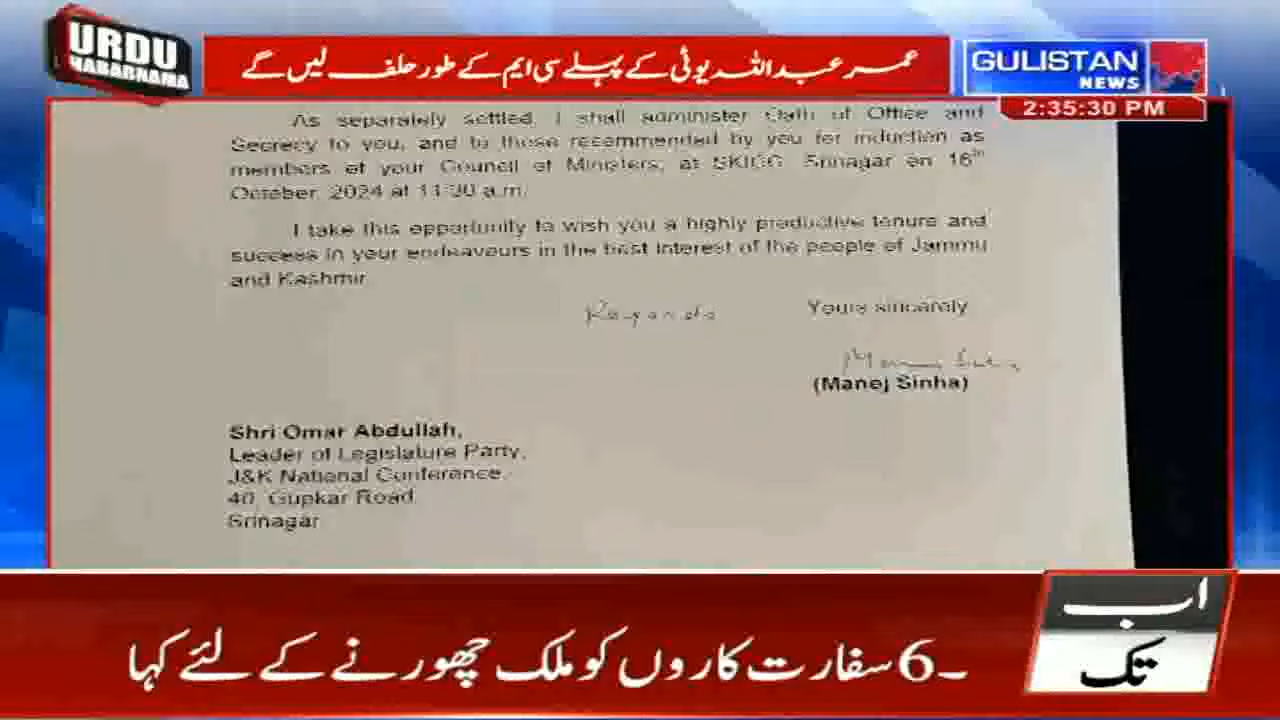 URDU
KHABARNAMA
عمر عبداللہ یوٹی کے پہلے سی ایم کے طور حلف لیں گے
GULISTAN
NEWS
2:35:30 PM
As separately settled, I shall administer Oath of Office and
Secrecy to you, and to those recommended by you for induction as
members of your Council of Ministers, at SKICC, Srinagar on 16th
October, 2024 at 11:30 a.m.
I take this opportunity to wish you a highly productive tenure and
success in your endeavours in the best interest of the people of Jammu
and Kashmir.
Yours sincerely
(Manoj Sinha)
Shri Omar Abdullah,
Leader of Legislature Party,
J&K National Conference,
40, Gupkar Road,
Srinagar
اب
تک
۔6 سفارت کاروں کو ملک چھورنے کے لئے کہا